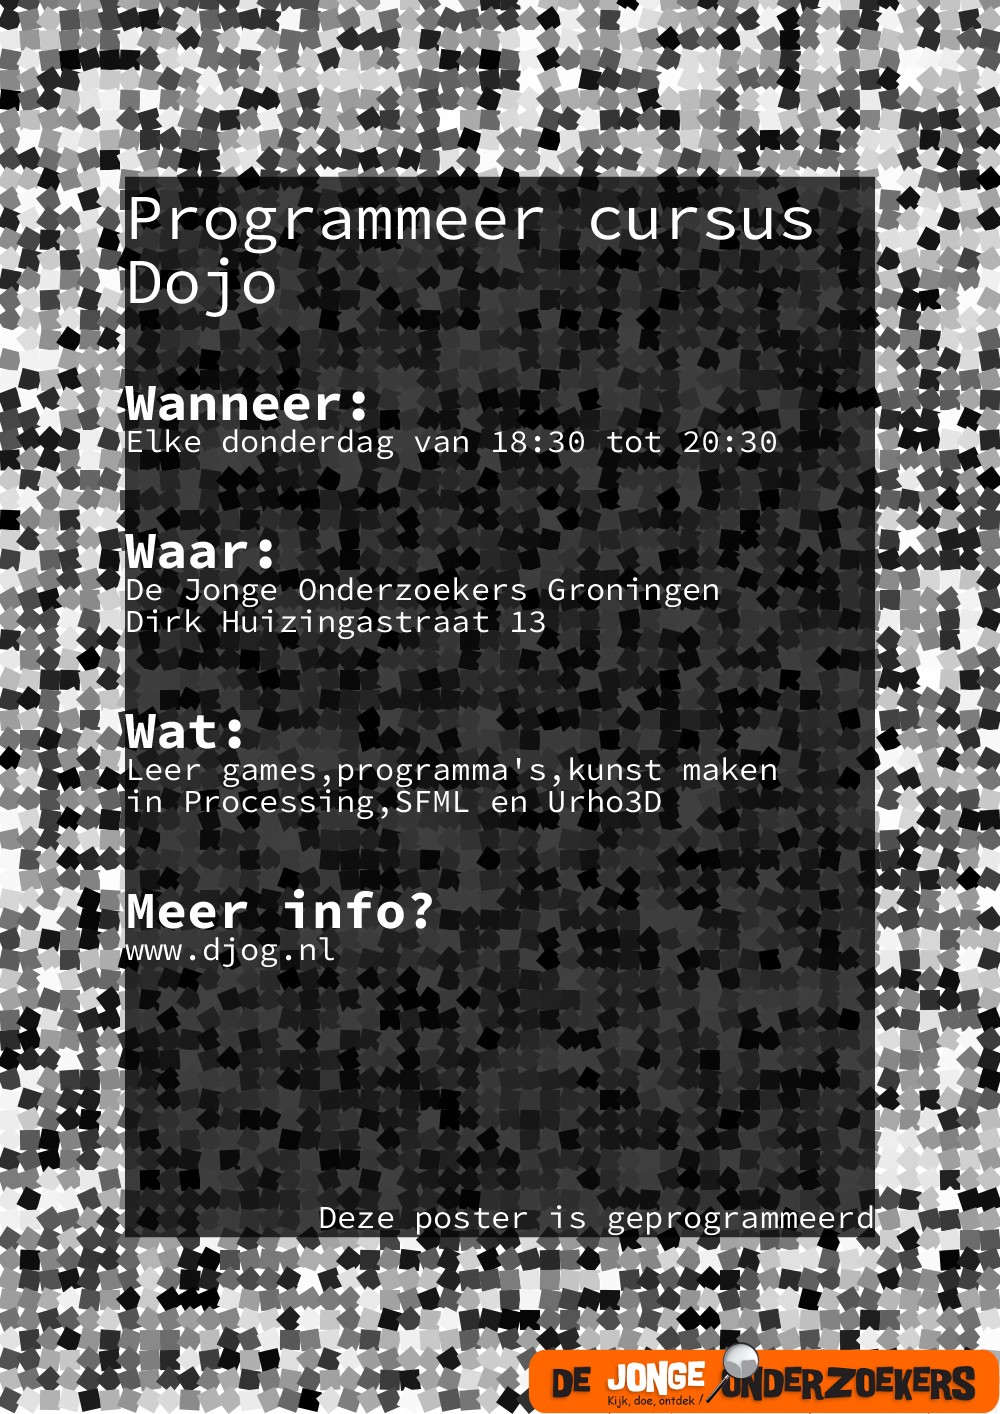 Programmeer cursus
Dojo
Wanneer:
Elke donderdag van 18:30 tot 20:30
Waar:
De Jonge Onderzoekers Groningen
Dirk Huizingastraat 13
Wat:
Leer games,programma's,kunst maken
in Processing,SFML en Urho3D
Meer info?
www.djog.nl
Deze poster is geprogrammeerd
DE JONGE ONDERZOEKERS
Kijk, doe, ontdek !